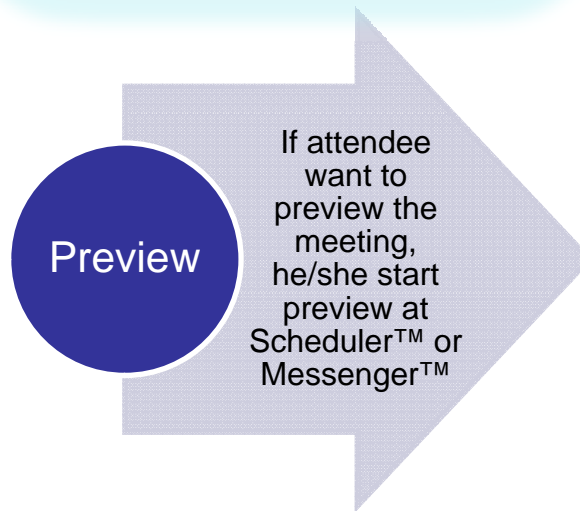 Preview
If attendee
want to
preview the
meeting,
he/she start
preview at
Scheduler™ or
Messenger™